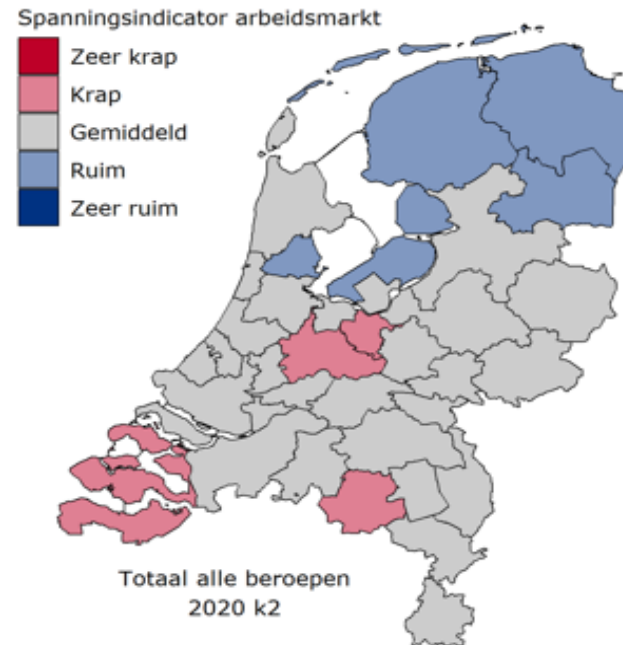 Spanningsindicator arbeidsmarkt
Zeer krap
Krap
Gemiddeld
Ruim
Zeer ruim
Totaal alle beroepen
2020 k2